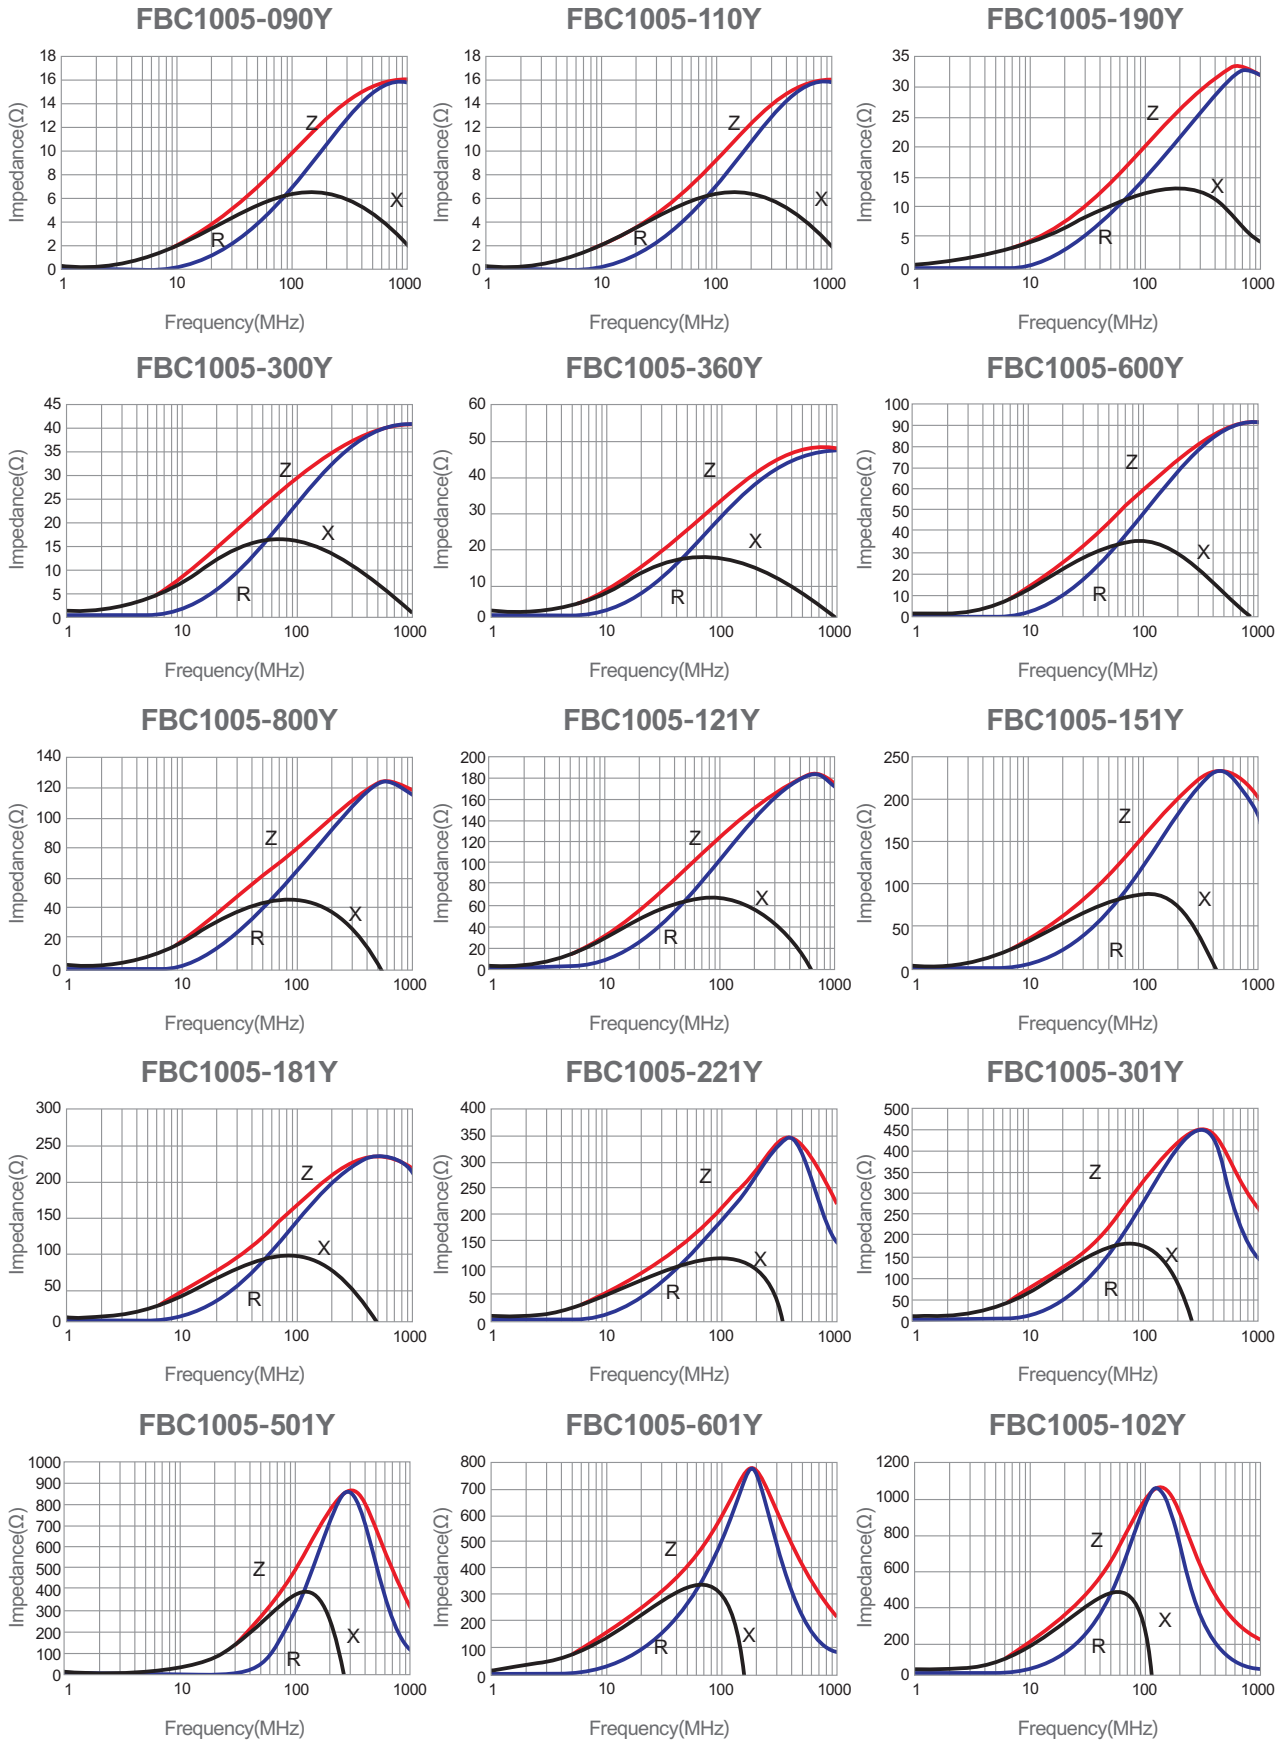 FBC1005-090Y
Impedance(Ω)
18
16
14
12
10
8
6
4
2
0
Z
X
R
1 10 100 1000
Frequency(MHz)
FBC1005-110Y
Impedance(Ω)
18
16
14
12
10
8
6
4
2
0
Z
X
R
1 10 100 1000
Frequency(MHz)
FBC1005-190Y
Impedance(Ω)
35
30
25
20
15
10
5
0
Z
X
R
1 10 100 1000
Frequency(MHz)
FBC1005-300Y
Impedance(Ω)
45
40
35
30
25
20
15
10
5
0
Z
X
R
1 10 100 1000
Frequency(MHz)
FBC1005-360Y
Impedance(Ω)
60
50
30
20
10
0
Z
X
R
1 10 100 1000
Frequency(MHz)
FBC1005-600Y
Impedance(Ω)
100
90
80
70
60
50
40
30
20
10
0
Z
X
R
1 10 100 1000
Frequency(MHz)
FBC1005-800Y
Impedance(Ω)
140
120
100
80
60
40
20
0
Z
X
R
1 10 100 1000
Frequency(MHz)
FBC1005-121Y
Impedance(Ω)
200
180
160
140
120
100
80
60
40
20
0
Z
X
R
1 10 100 1000
Frequency(MHz)
FBC1005-151Y
Impedance(Ω)
250
200
150
100
50
0
Z
X
R
1 10 100 1000
Frequency(MHz)
FBC1005-181Y
Impedance(Ω)
300
250
200
150
100
50
0
Z
X
R
1 10 100 1000
Frequency(MHz)
FBC1005-221Y
Impedance(Ω)
400
350
300
250
200
150
100
50
0
Z
X
R
1 10 100 1000
Frequency(MHz)
FBC1005-301Y
Impedance(Ω)
500
450
400
350
300
250
200
150
100
50
0
Z
X
R
1 10 100 1000
Frequency(MHz)
FBC1005-501Y
Impedance(Ω)
1000
900
800
700
600
500
400
300
200
100
0
Z
X
R
1 10 100 1000
Frequency(MHz)
FBC1005-601Y
Impedance(Ω)
800
700
600
500
400
300
200
100
0
Z
X
R
1 10 100 1000
Frequency(MHz)
FBC1005-102Y
Impedance(Ω)
1200
1000
800
600
400
200
0
Z
X
R
1 10 100 1000
Frequency(MHz)